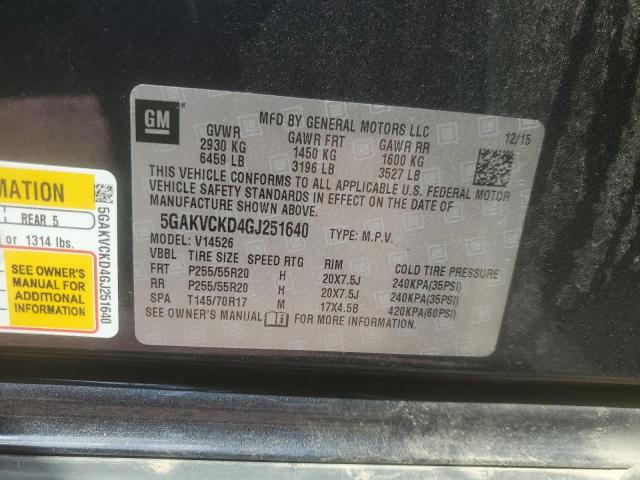 GM
MFD BY GENERAL MOTORS LLC 12/15
GVWR GAWR FRT GAWR RR
2930 KG 1450 KG 1600 KG
6459 LB 3196 LB 3527 LB
THIS VEHICLE CONFORMS TO ALL APPLICABLE U.S. FEDERAL MOTOR
VEHICLE SAFETY STANDARDS IN EFFECT ON THE DATE OF
MANUFACTURE SHOWN ABOVE.
5GAKVCKD4GJ251640 TYPE: M.P.V.
MODEL: V14526
VBBL TIRE SIZE SPEED RTG RIM COLD TIRE PRESSURE
FRT P255/55R20 H 20X7.5J 240KPA(35PSI)
RR P255/55R20 H 20X7.5J 240KPA(35PSI)
SPA T145/70R17 M 17X4.5B 420KPA(60PSI)
SEE OWNER'S MANUAL FOR MORE INFORMATION.
REAR 5
or 1314 lbs.
SEE OWNER'S
MANUAL FOR
ADDITIONAL
INFORMATION
5GAKVCKD4GJ251640